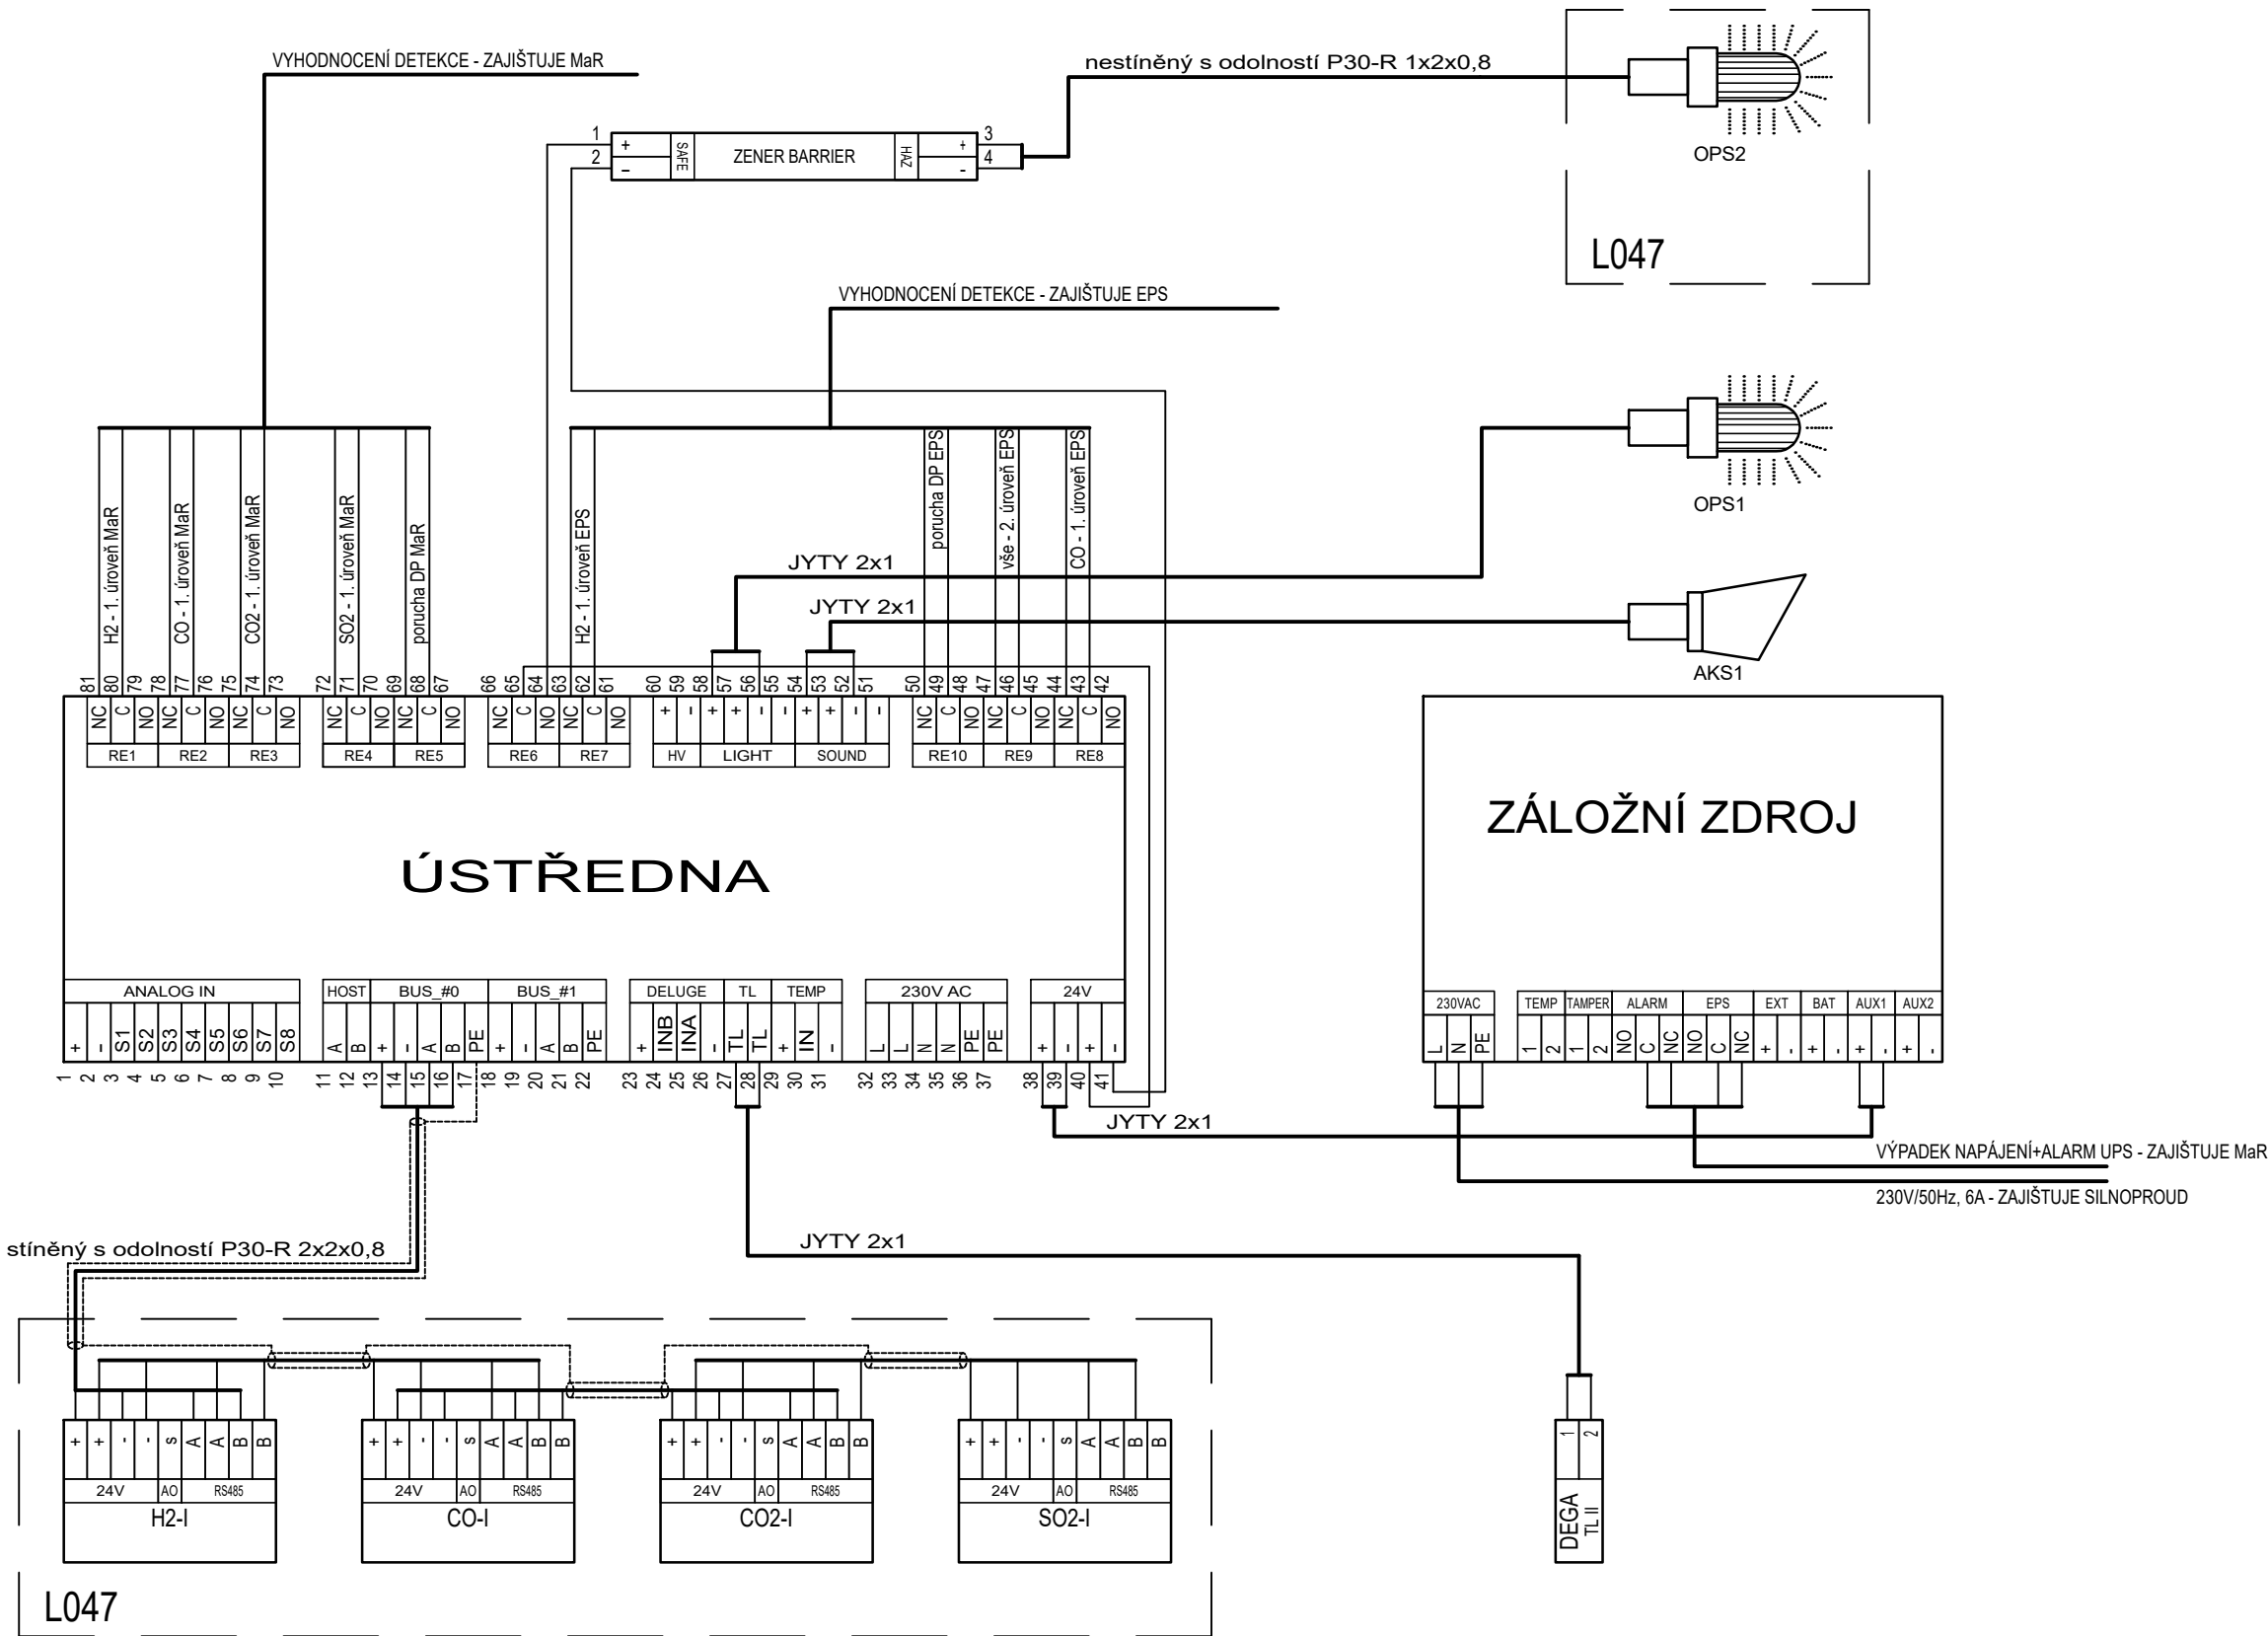 VYHODNOCENÍ DETEKCE - ZAJIŠTUJE MaR
nestíněný s odolností P30-R 1x2x0,8
1 + SAFE ZENER BARRIER HAZ + 3
2 - - 4
OPS2
L047
VYHODNOCENÍ DETEKCE - ZAJIŠTUJE EPS
OPS1
H2 - 1. úroveň MaR
CO - 1. úroveň MaR
CO2 - 1. úroveň MaR
SO2 - 1. úroveň MaR
porucha DP MaR
H2 - 1. úroveň EPS
porucha DP EPS
vše - 2. úroveň EPS
CO - 1. úroveň EPS
JYTY 2x1
JYTY 2x1
AKS1
81 80 79 78 77 76 75 74 73 72 71 70 69 68 67 66 65 64 63 62 61 60 59 58 57 56 55 54 53 52 51 50 49 48 47 46 45 44 43 42
NC C NO NC C NO NC C NO NC C NO NC C NO NC C NO NC C NO + - + + - - + + - - NC C NO NC C NO NC C NO
RE1 RE2 RE3 RE4 RE5 RE6 RE7 HV LIGHT SOUND RE10 RE9 RE8
ÚSTŘEDNA
ZÁLOŽNÍ ZDROJ
ANALOG IN HOST BUS_#0 BUS_#1 DELUGE TL TEMP 230V AC 24V
+ - S1 S2 S3 S4 S5 S6 S7 S8 A B + - A B PE + - A B PE + INB INA - TL TL + IN - L L N N PE PE + - + -
1 2 3 4 5 6 7 8 9 10 11 12 13 14 15 16 17 18 19 20 21 22 23 24 25 26 27 28 29 30 31 32 33 34 35 36 37 38 39 40 41
230VAC TEMP TAMPER ALARM EPS EXT BAT AUX1 AUX2
L N PE 1 2 1 2 NO C NC NO C NC + - + - + - + -
JYTY 2x1
VÝPADEK NAPÁJENÍ+ALARM UPS - ZAJIŠTUJE MaR
230V/50Hz, 6A - ZAJIŠTUJE SILNOPROUD
stíněný s odolností P30-R 2x2x0,8
JYTY 2x1
+ + - - s A A B B
24V AO RS485
H2-I
+ + - - s A A B B
24V AO RS485
CO-I
+ + - - s A A B B
24V AO RS485
CO2-I
+ + - - s A A B B
24V AO RS485
SO2-I
1 2
DEGA
TL II
L047